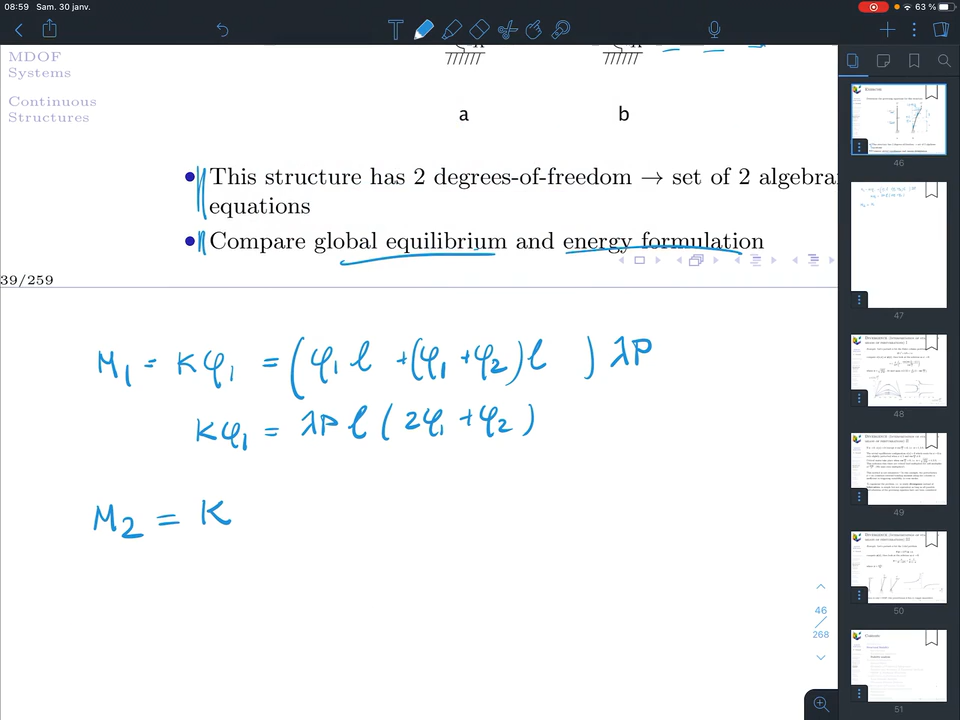 08:59 Sam. 30 janv.
63 %
MDOF
Systems
Continuous
Structures
a
b
This structure has 2 degrees-of-freedom → set of 2 algebra
equations
Compare global equilibrium and energy formulation
39/259
M₁ = Kφ₁ = (φ₁ l + (φ₁ + φ₂) l ) λP
Kφ₁ = λP l ( 2φ₁ + φ₂ )
M₂ = K
46
/
268
46
47
48
49
50
51